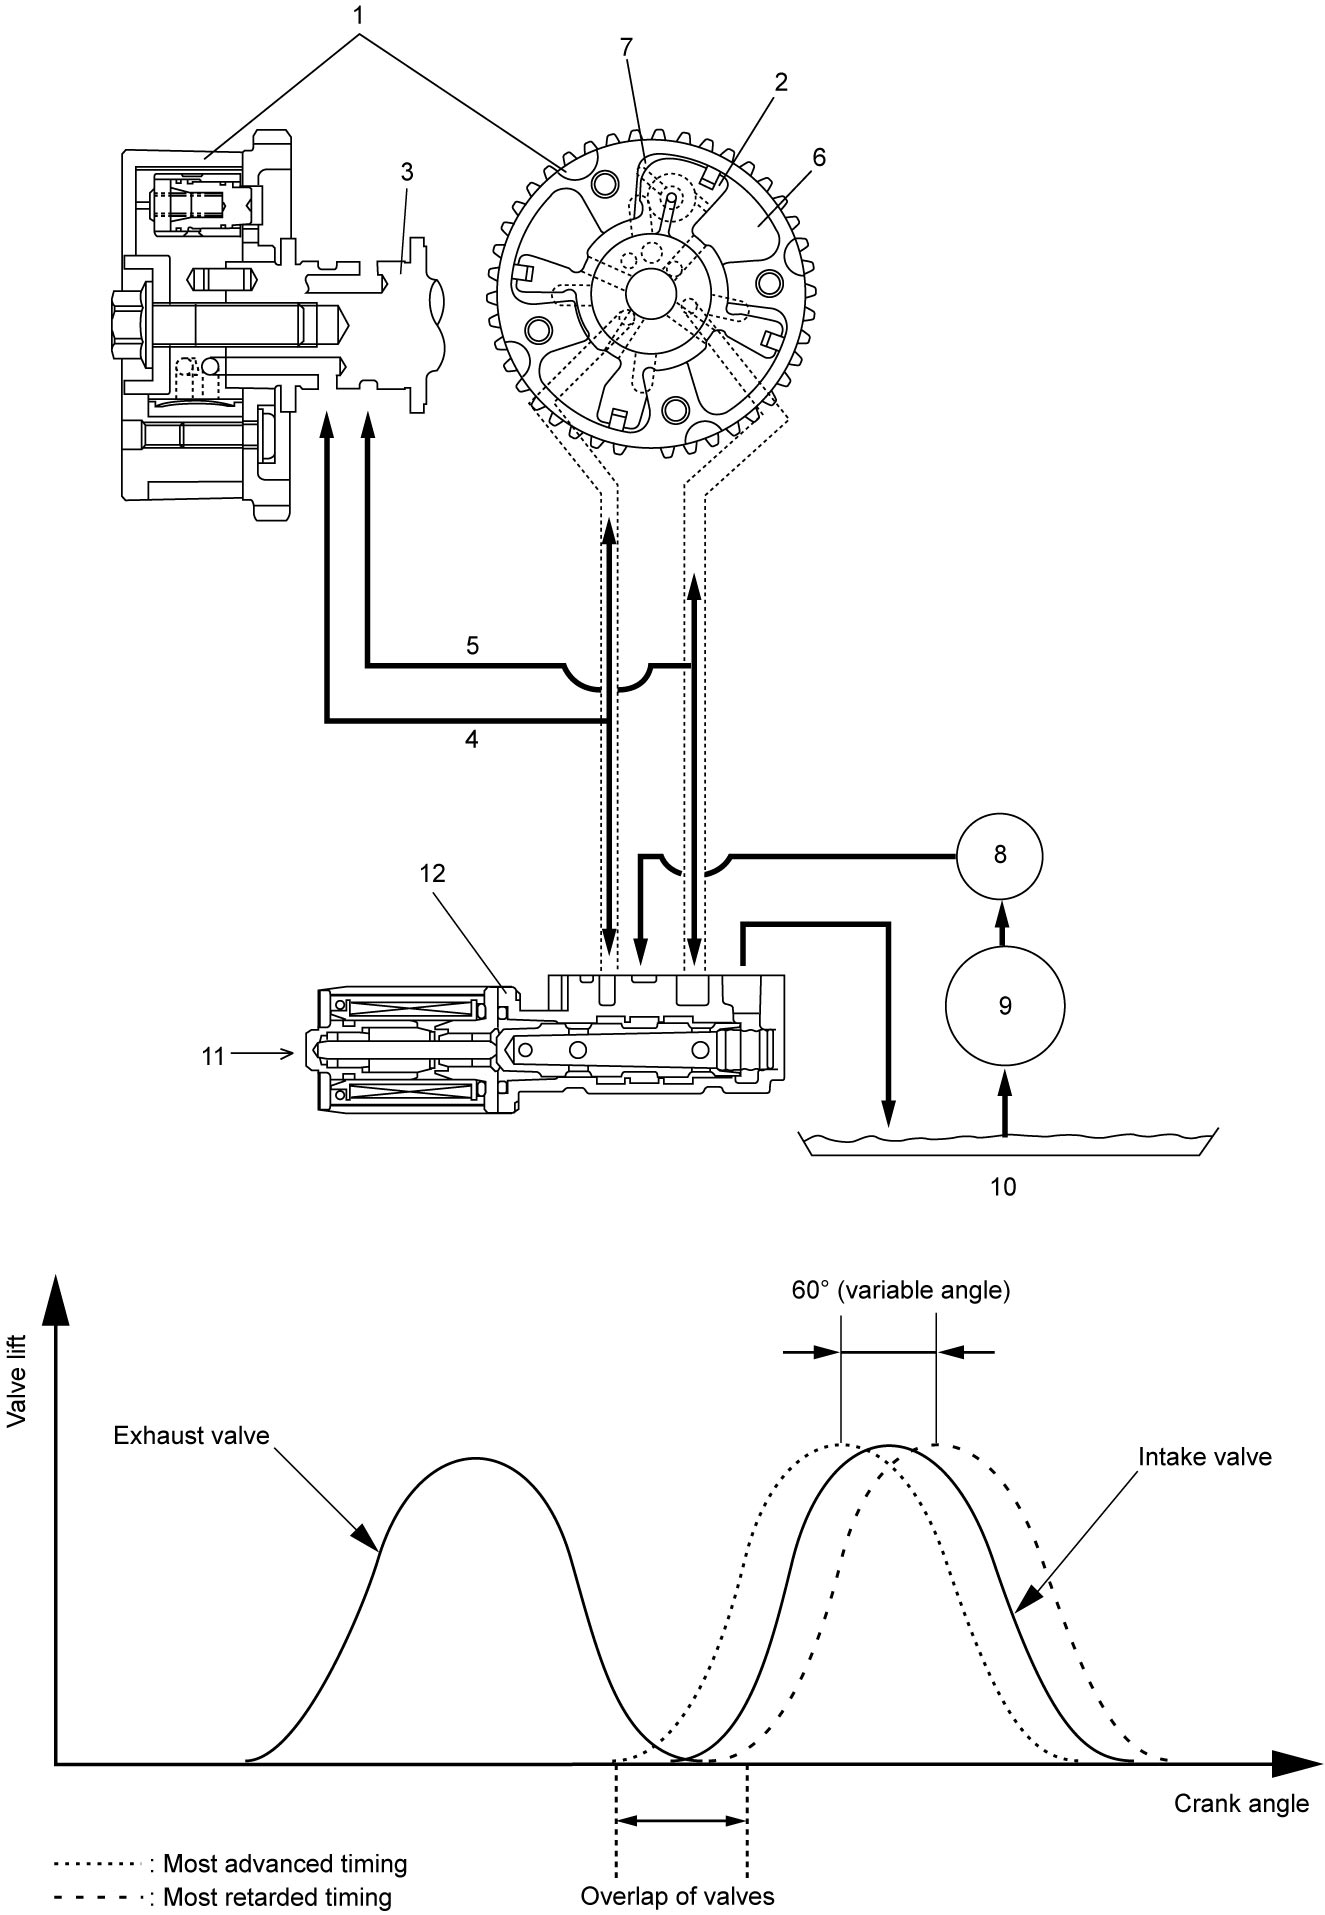 1
7
2
6
3
5
4
8
12
9
11
10
60° (variable angle)
Valve lift
Exhaust valve
Intake valve
Crank angle
: Most advanced timing
: Most retarded timing
Overlap of valves